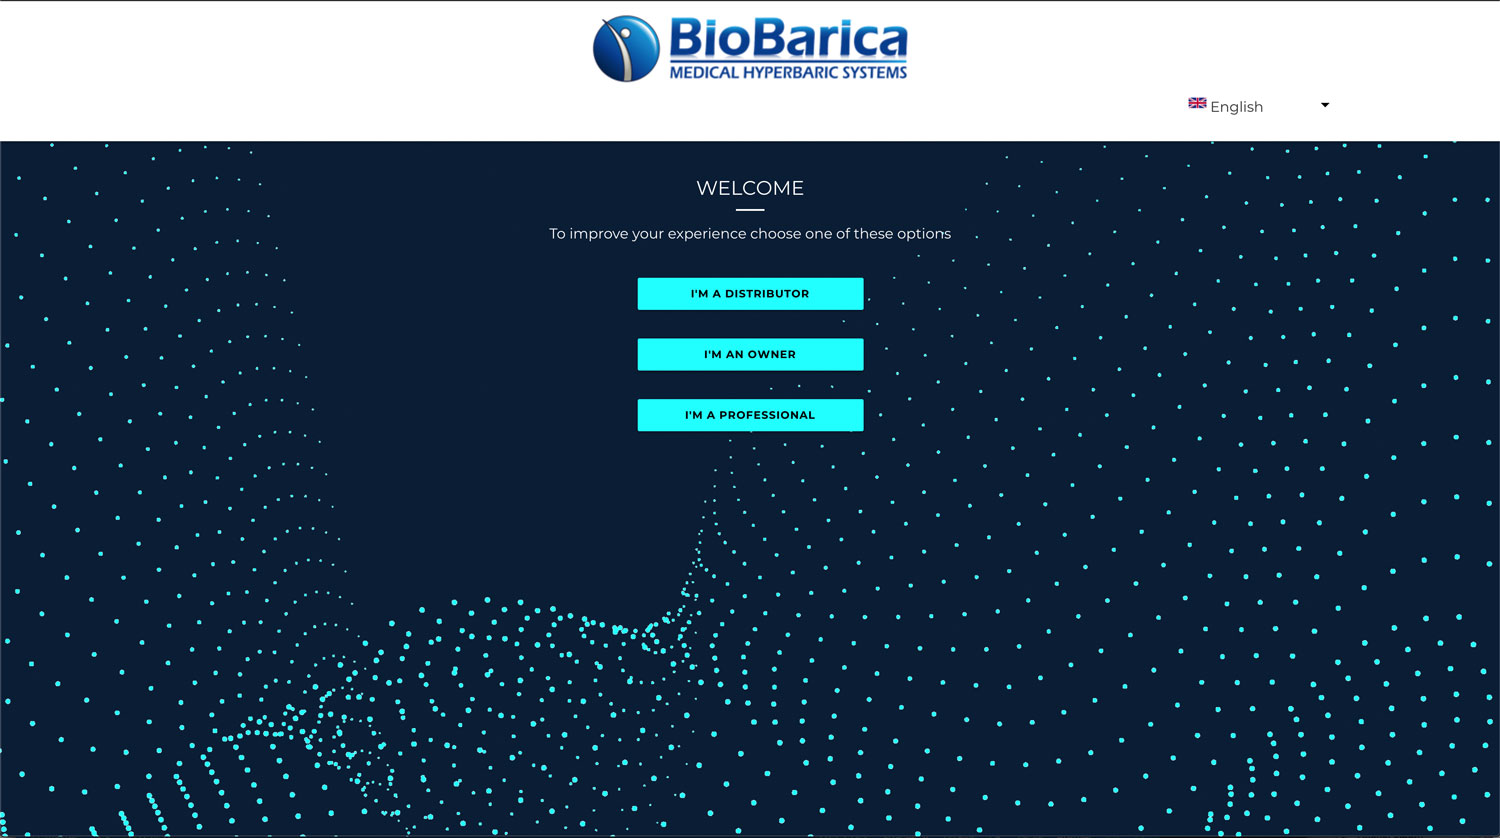 BioBarica
MEDICAL HYPERBARIC SYSTEMS
English
WELCOME
To improve your experience choose one of these options
I'M A DISTRIBUTOR
I'M AN OWNER
I'M A PROFESSIONAL